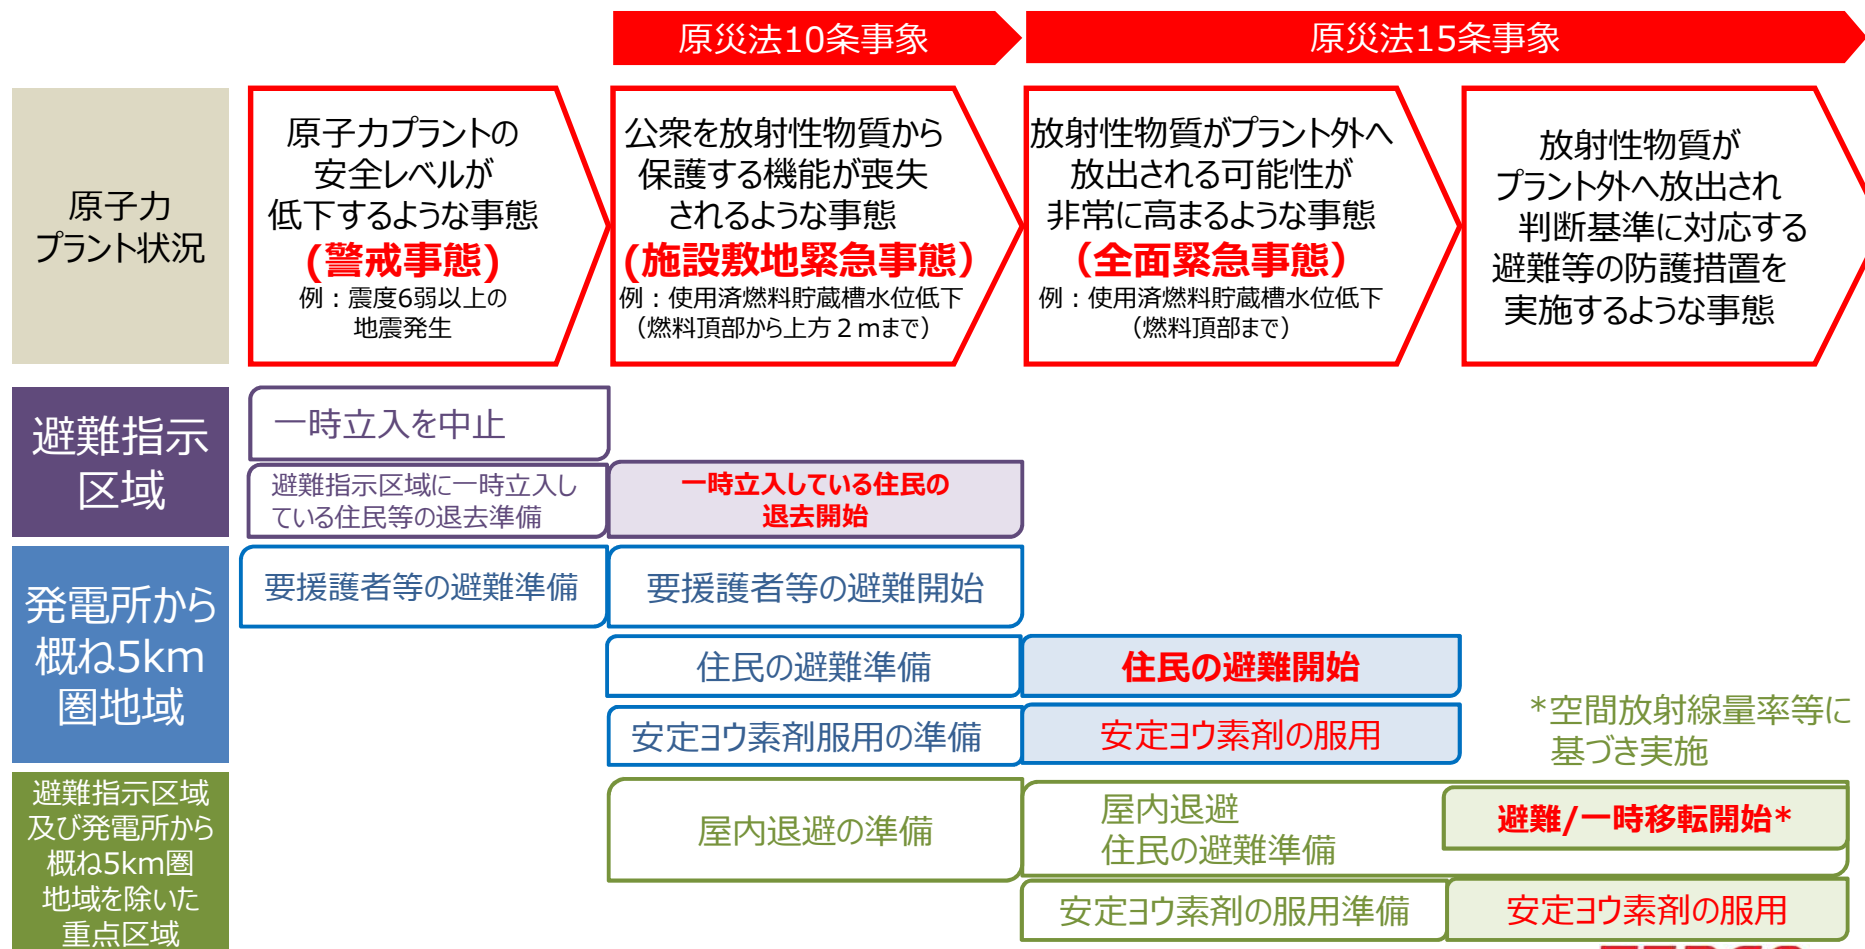 原災法10条事象
原災法15条事象
原子力
プラント状況
原子力プラントの
安全レベルが
低下するような事態
(警戒事態)
例：震度6弱以上の
地震発生
公衆を放射性物質から
保護する機能が喪失
されるような事態
(施設敷地緊急事態）
例：使用済燃料貯蔵槽水位低下
（燃料頂部から上方２mまで）
放射性物質がプラント外へ
放出される可能性が
非常に高まるような事態
（全面緊急事態）
例：使用済燃料貯蔵槽水位低下
（燃料頂部まで）
放射性物質が
プラント外へ放出され
判断基準に対応する
避難等の防護措置を
実施するような事態
避難指示
区域
一時立入を中止
避難指示区域に一時立入し
ている住民等の退去準備
一時立入している住民の
退去開始
発電所から
概ね5km
圏地域
要援護者等の避難準備
要援護者等の避難開始
住民の避難準備
住民の避難開始
安定ヨウ素剤服用の準備
安定ヨウ素剤の服用
*空間放射線量率等に
基づき実施
避難指示区域
及び発電所から
概ね5km圏
地域を除いた
重点区域
屋内退避の準備
屋内退避
住民の避難準備
避難/一時移転開始*
安定ヨウ素剤の服用準備
安定ヨウ素剤の服用